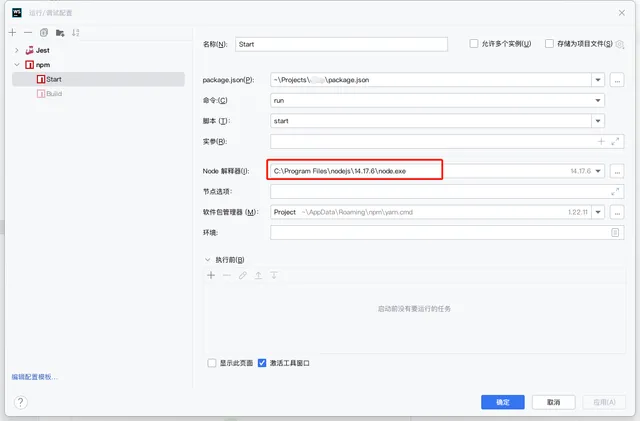 WS 运行/调试配置
Jest
npm
Start
Build
编辑配置模板...
名称(N): Start
允许多个实例(U)
存储为项目文件(S)
package.json(P): ~\Projects\ \package.json
命令:(C) run
脚本 (T): start
实参(R):
Node 解释器(I): C:\Program Files\nodejs\14.17.6\node.exe 14.17.6
节点选项:
软件包管理器 (M): Project ~\AppData\Roaming\npm\yarn.cmd 1.22.11
环境:
执行前(B)
启动前没有要运行的任务
显示此页面
激活工具窗口
确定
取消
应用(A)